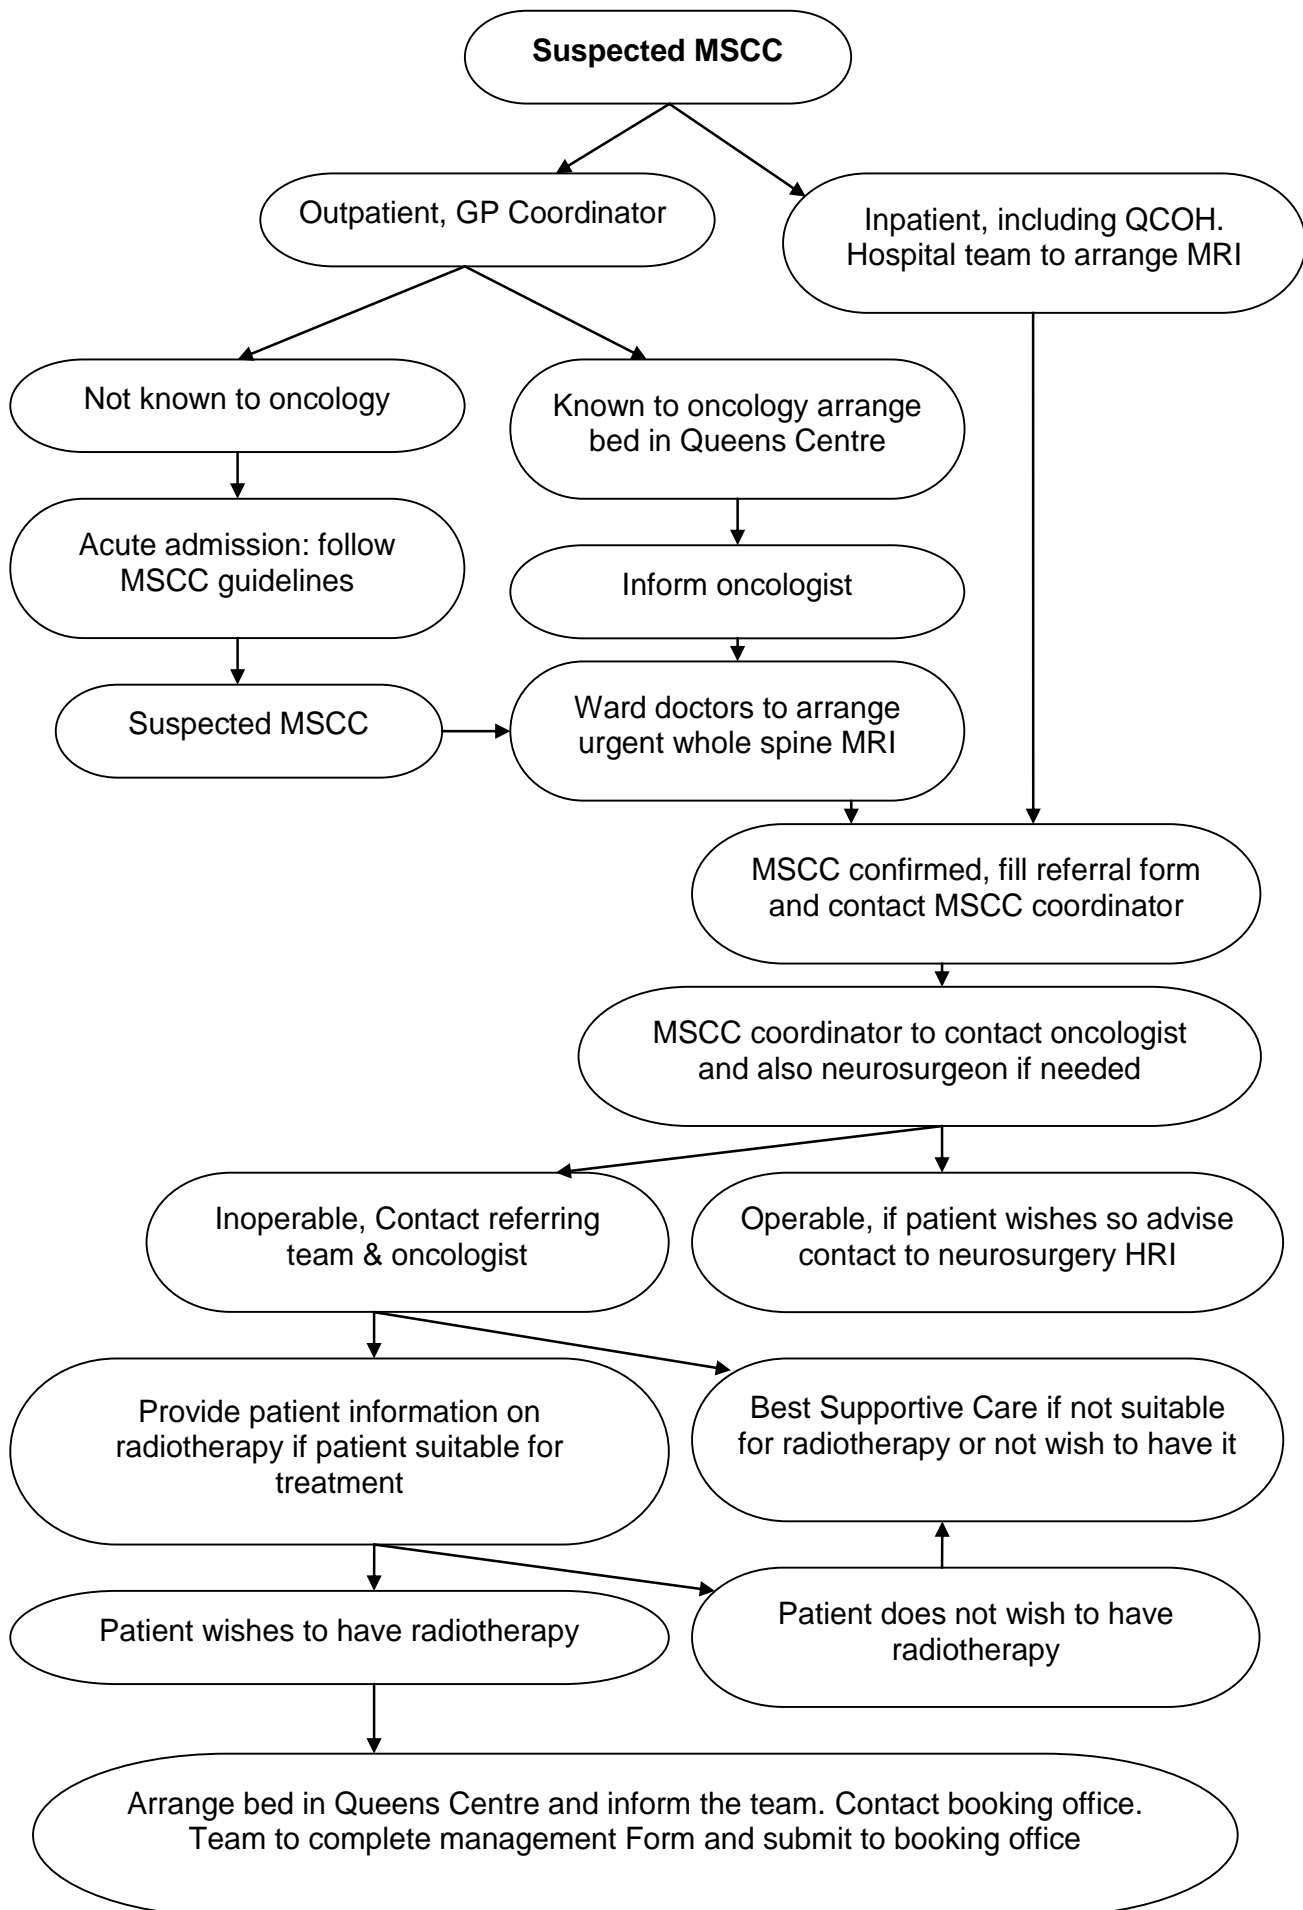 Suspected MSCC
Outpatient, GP Coordinator
Inpatient, including QCOH.
Hospital team to arrange MRI
Not known to oncology
Known to oncology arrange
bed in Queens Centre
Acute admission: follow
MSCC guidelines
Inform oncologist
Suspected MSCC
Ward doctors to arrange
urgent whole spine MRI
MSCC confirmed, fill referral form
and contact MSCC coordinator
MSCC coordinator to contact oncologist
and also neurosurgeon if needed
Inoperable, Contact referring
team & oncologist
Operable, if patient wishes so advise
contact to neurosurgery HRI
Provide patient information on
radiotherapy if patient suitable for
treatment
Best Supportive Care if not suitable
for radiotherapy or not wish to have it
Patient wishes to have radiotherapy
Patient does not wish to have
radiotherapy
Arrange bed in Queens Centre and inform the team. Contact booking office.
Team to complete management Form and submit to booking office